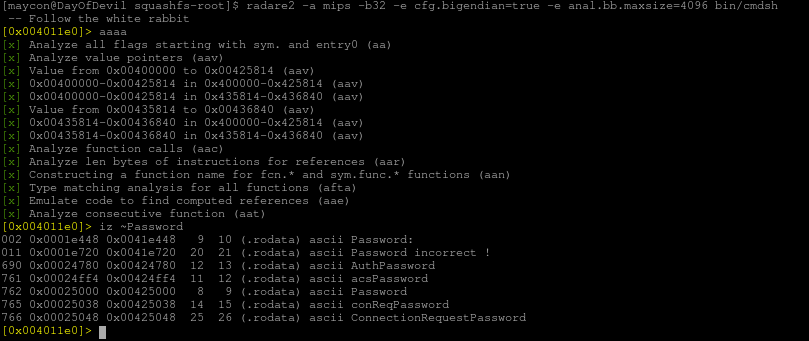 [maycon@DayOfDevil squashfs-root]$ radare2 -a mips -b32 -e cfg.bigendian=true -e anal.bb.maxsize=4096 bin/cmdsh
 -- Follow the white rabbit
[0x004011e0]> aaaa
[x] Analyze all flags starting with sym. and entry0 (aa)
[x] Analyze value pointers (aav)
[x] Value from 0x00400000 to 0x00425814 (aav)
[x] 0x00400000-0x00425814 in 0x400000-0x425814 (aav)
[x] 0x00400000-0x00425814 in 0x435814-0x436840 (aav)
[x] Value from 0x00435814 to 0x00436840 (aav)
[x] 0x00435814-0x00436840 in 0x400000-0x425814 (aav)
[x] 0x00435814-0x00436840 in 0x435814-0x436840 (aav)
[x] Analyze function calls (aac)
[x] Analyze len bytes of instructions for references (aar)
[x] Constructing a function name for fcn.* and sym.func.* functions (aan)
[x] Type matching analysis for all functions (afta)
[x] Emulate code to find computed references (aae)
[x] Analyze consecutive function (aat)
[0x004011e0]> iz ~Password
002 0x0001e448 0x0041e448   9  10 (.rodata) ascii Password:
011 0x0001e720 0x0041e720  20  21 (.rodata) ascii Password incorrect !
690 0x00024780 0x00424780  12  13 (.rodata) ascii AuthPassword
761 0x00024ff4 0x00424ff4  11  12 (.rodata) ascii acsPassword
762 0x00025000 0x00425000   8   9 (.rodata) ascii Password
765 0x00025038 0x00425038  14  15 (.rodata) ascii conReqPassword
766 0x00025048 0x00425048  25  26 (.rodata) ascii ConnectionRequestPassword
[0x004011e0]>